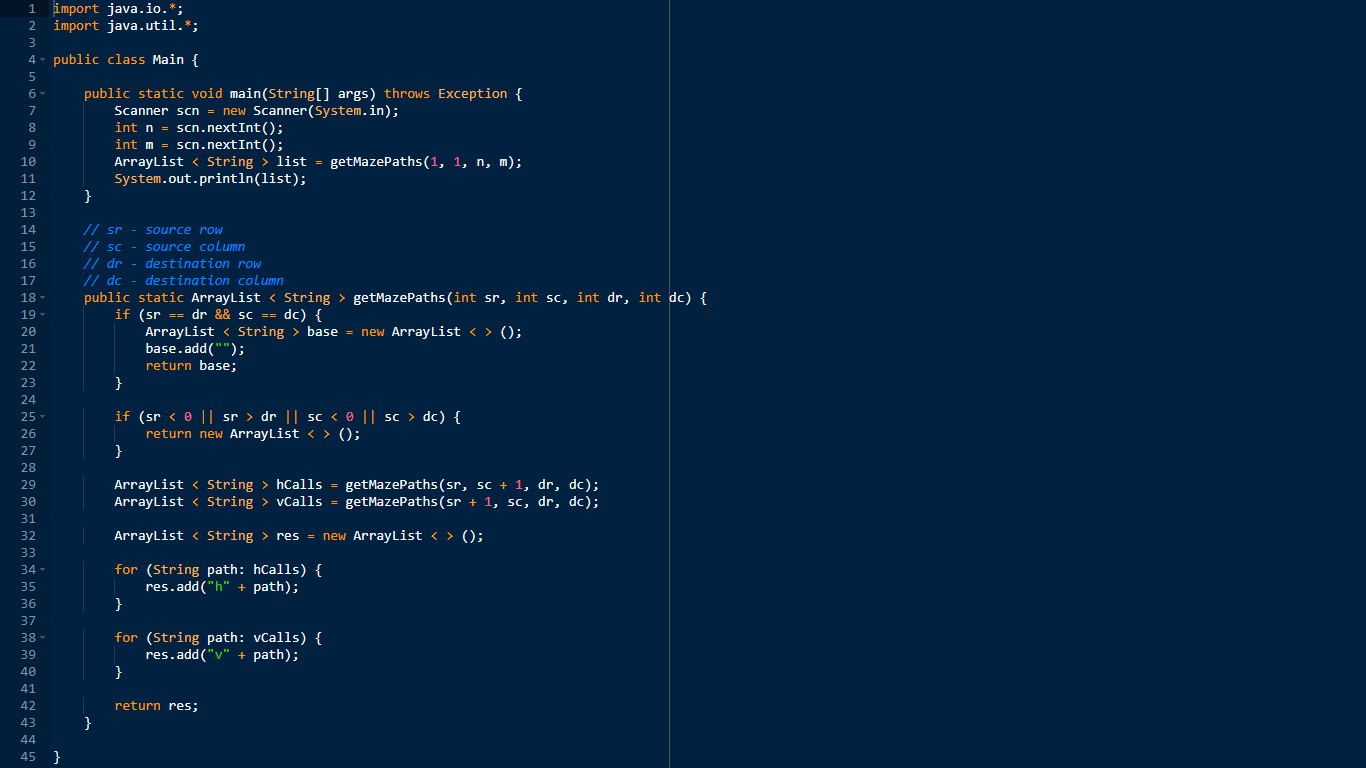 1 import java.io.*;
2 import java.util.*;
3
4 public class Main {
5
6     public static void main(String[] args) throws Exception {
7         Scanner scn = new Scanner(System.in);
8         int n = scn.nextInt();
9         int m = scn.nextInt();
10         ArrayList < String > list = getMazePaths(1, 1, n, m);
11         System.out.println(list);
12     }
13
14     // sr - source row
15     // sc - source column
16     // dr - destination row
17     // dc - destination column
18     public static ArrayList < String > getMazePaths(int sr, int sc, int dr, int dc) {
19         if (sr == dr && sc == dc) {
20             ArrayList < String > base = new ArrayList < > ();
21             base.add("");
22             return base;
23         }
24
25         if (sr < 0 || sr > dr || sc < 0 || sc > dc) {
26             return new ArrayList < > ();
27         }
28
29         ArrayList < String > hCalls = getMazePaths(sr, sc + 1, dr, dc);
30         ArrayList < String > vCalls = getMazePaths(sr + 1, sc, dr, dc);
31
32         ArrayList < String > res = new ArrayList < > ();
33
34         for (String path: hCalls) {
35             res.add("h" + path);
36         }
37
38         for (String path: vCalls) {
39             res.add("v" + path);
40         }
41
42         return res;
43     }
44
45 }